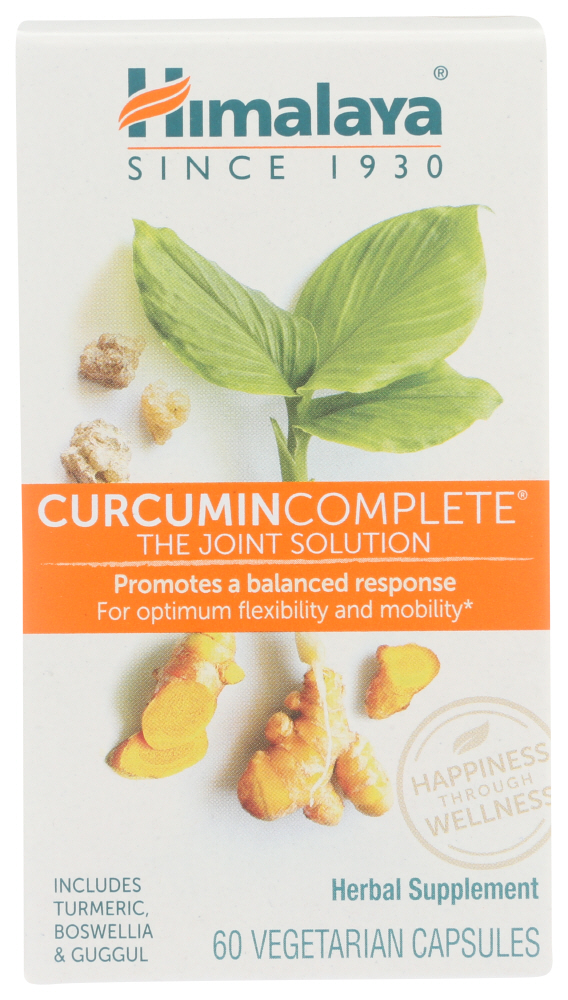 Himalaya®
SINCE 1930
CURCUMINCOMPLETE®
THE JOINT SOLUTION
Promotes a balanced response
For optimum flexibility and mobility*
HAPPINESS
THROUGH
WELLNESS
INCLUDES
TURMERIC,
BOSWELLIA
& GUGGUL
Herbal Supplement
60 VEGETARIAN CAPSULES